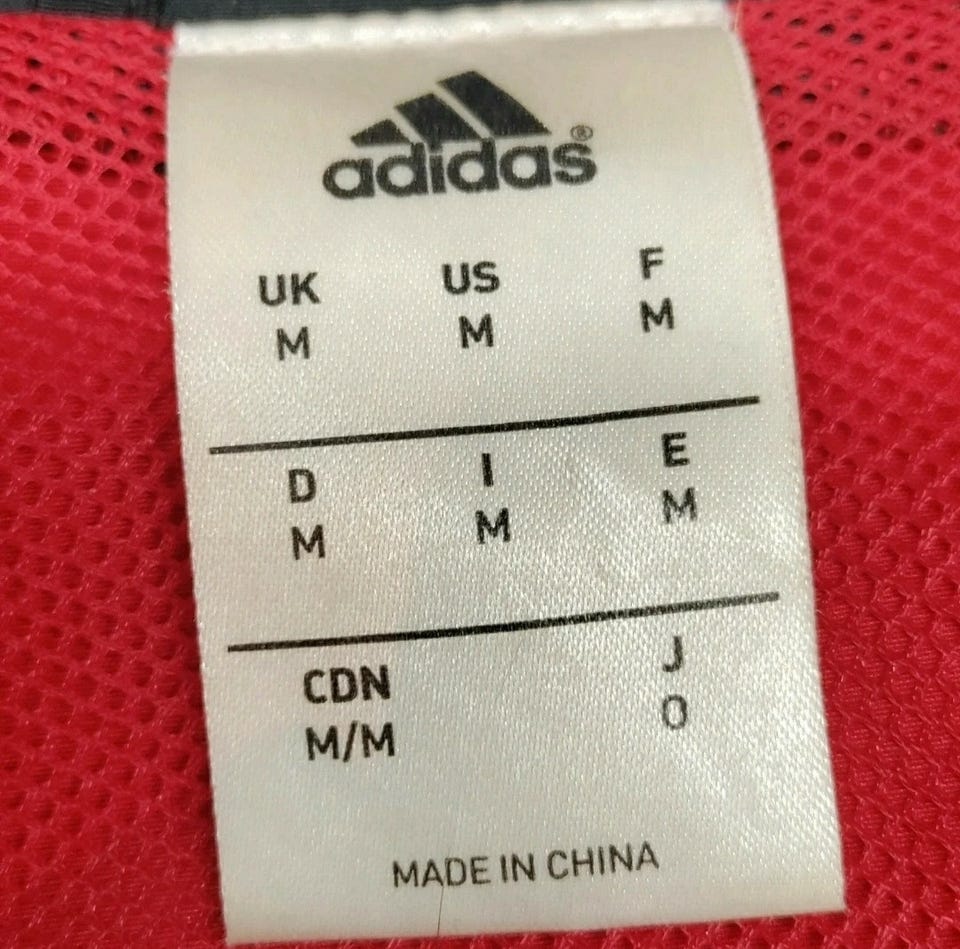 adidas®
UK US F
M M M
D I E
M M M
CDN J
M/M O
MADE IN CHINA